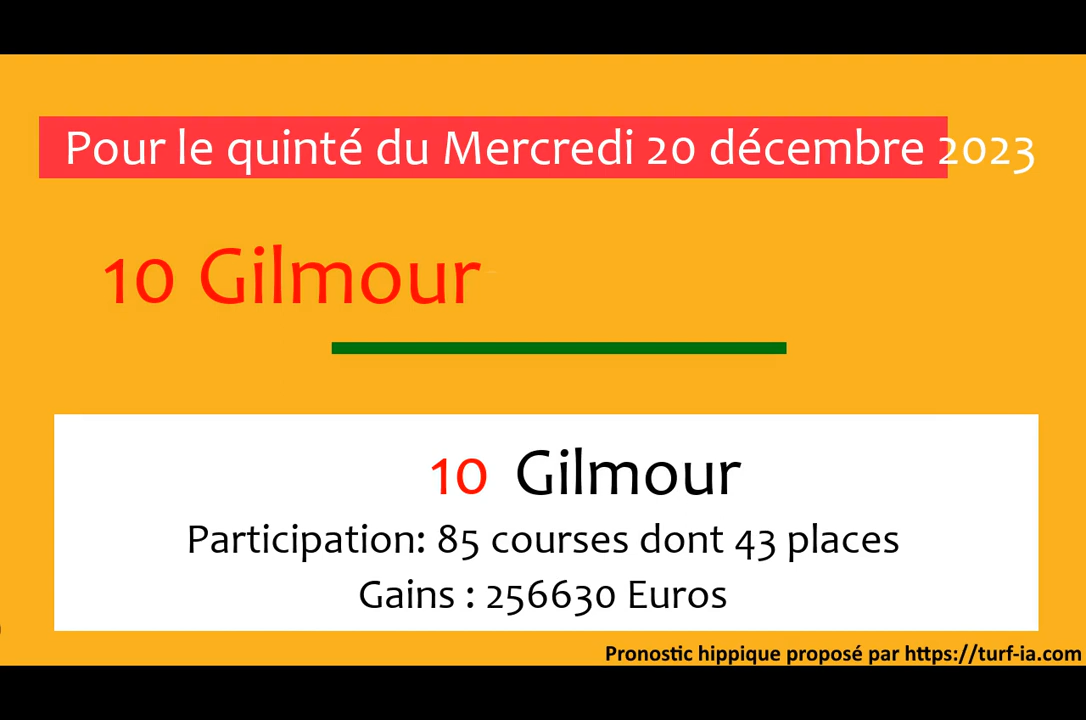 Pour le quinté du Mercredi 20 décembre 2023
10 Gilmour
10 Gilmour
Participation: 85 courses dont 43 places
Gains : 256630 Euros
Pronostic hippique proposé par https://turf-ia.com